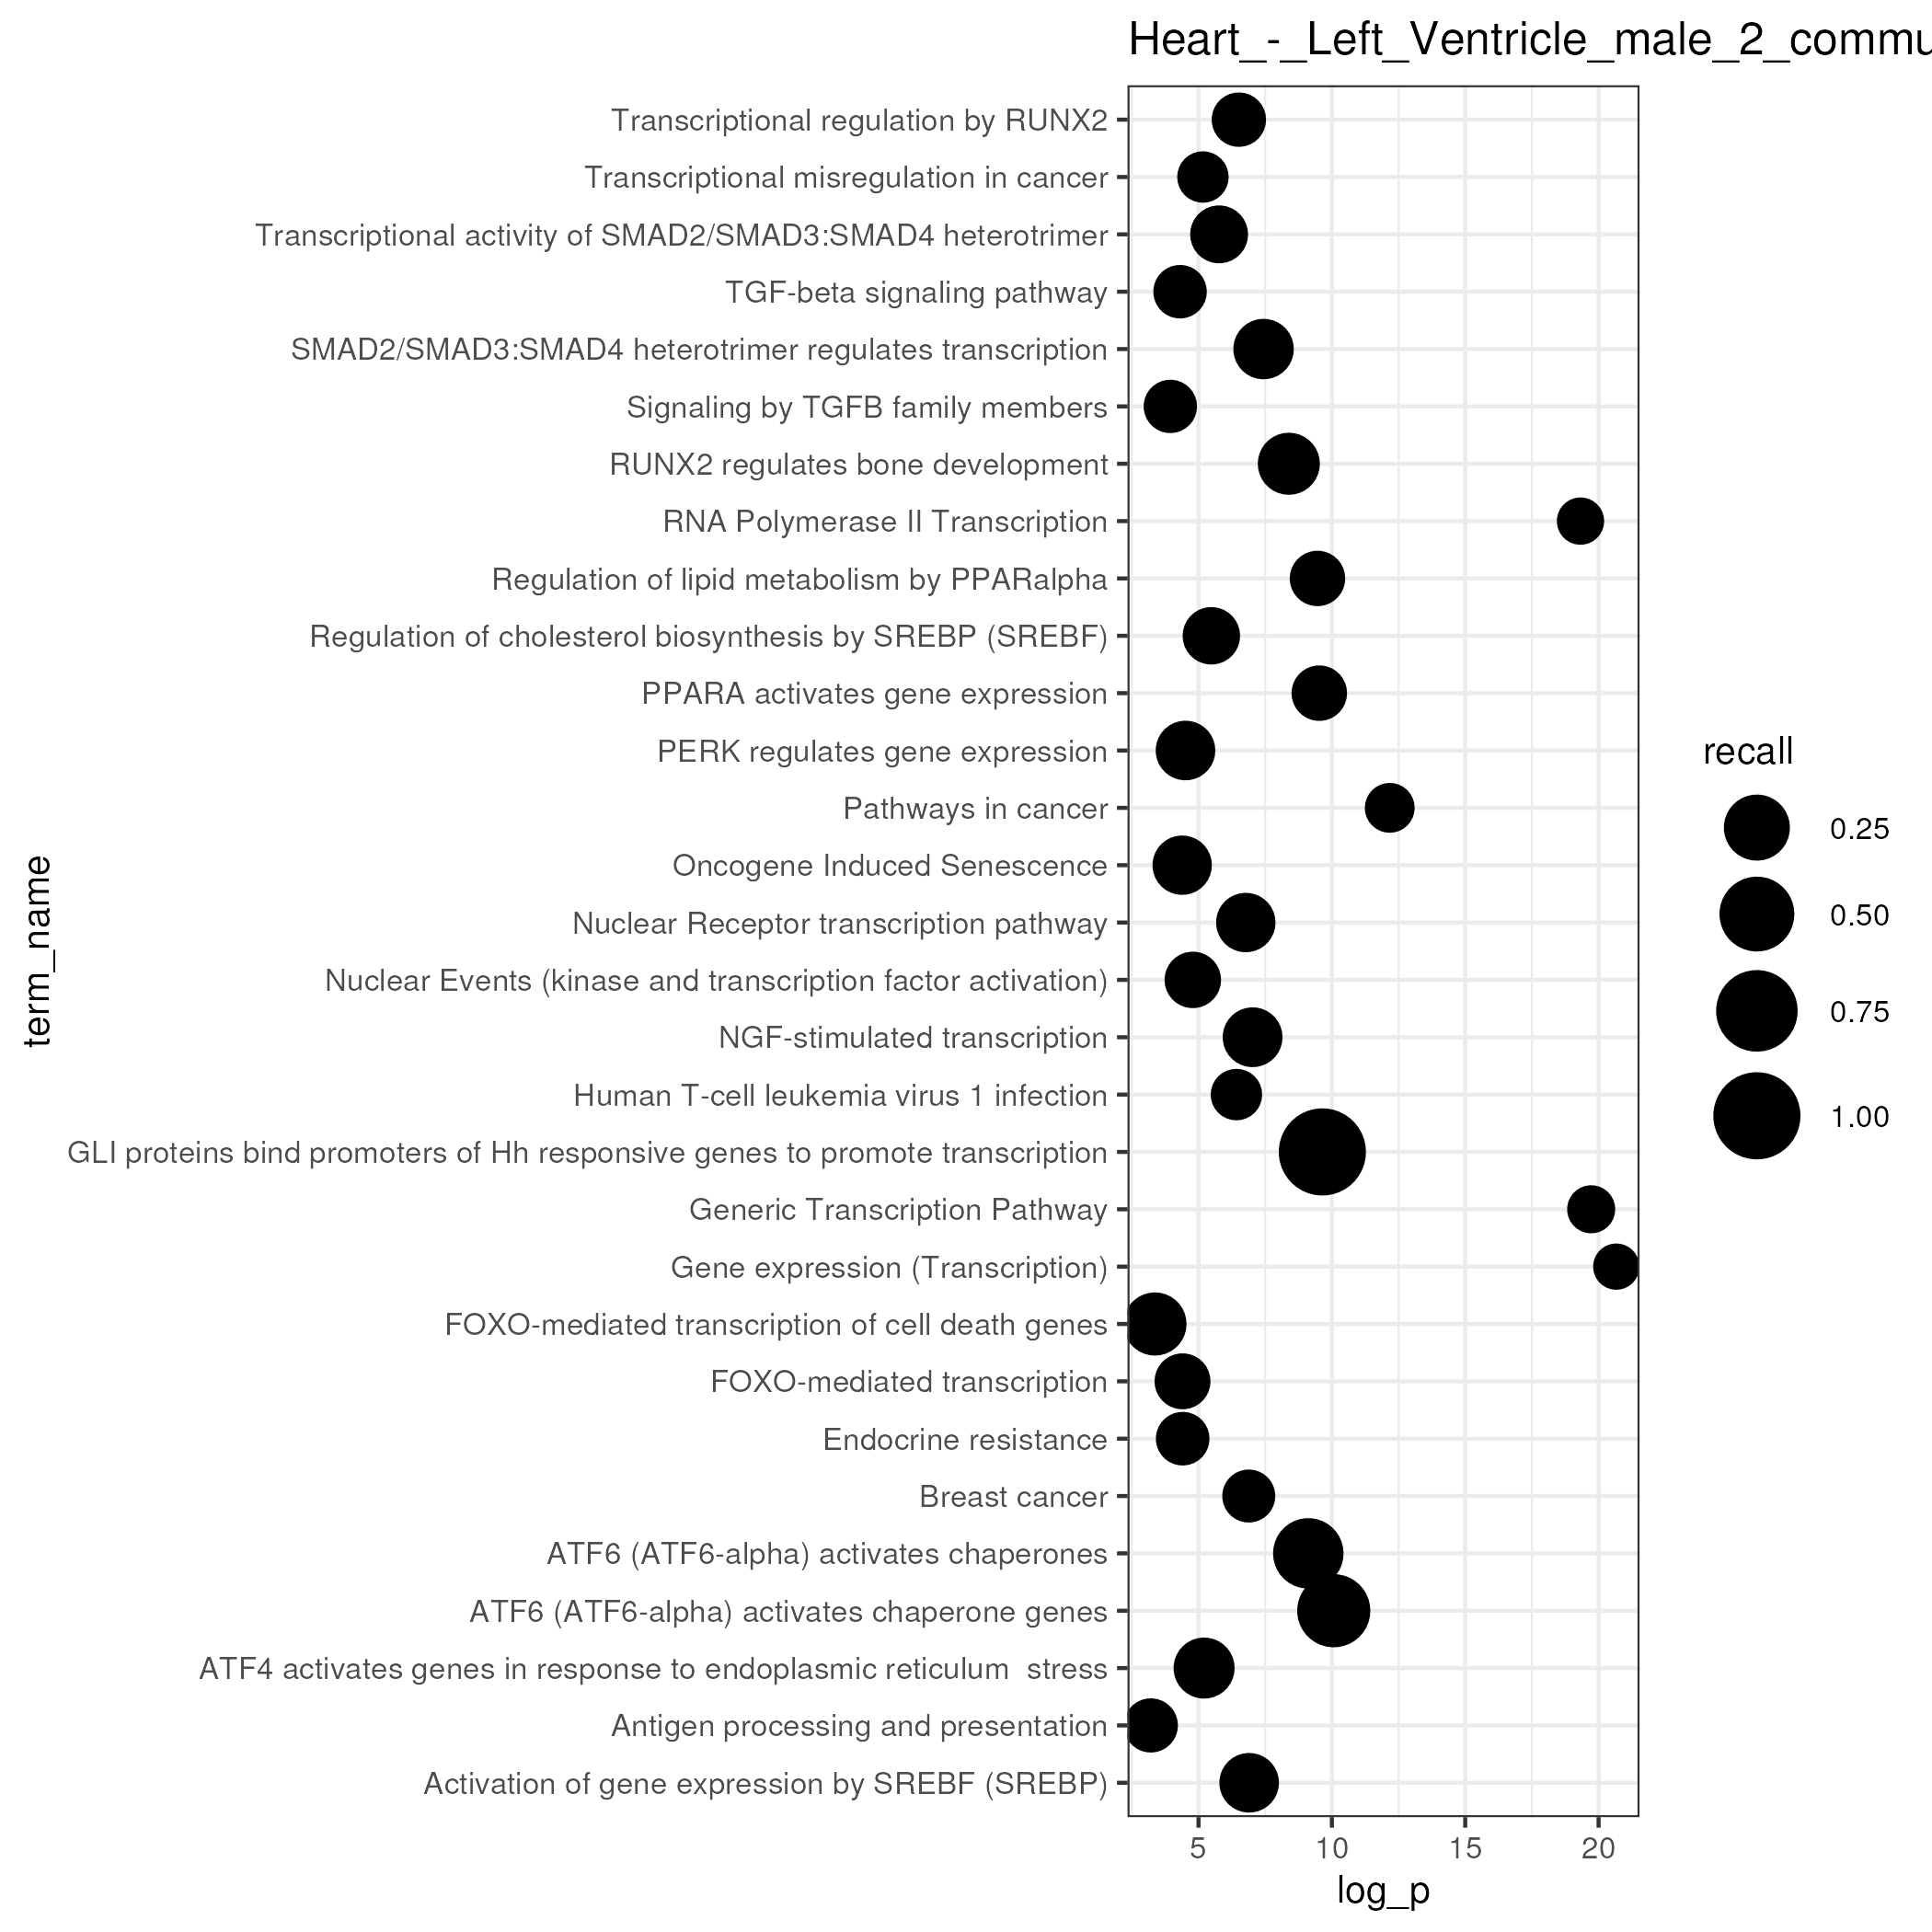 Heart_-_Left_Ventricle_male_2_commu
Transcriptional regulation by RUNX2
Transcriptional misregulation in cancer
Transcriptional activity of SMAD2/SMAD3:SMAD4 heterotrimer
TGF-beta signaling pathway
SMAD2/SMAD3:SMAD4 heterotrimer regulates transcription
Signaling by TGFB family members
RUNX2 regulates bone development
RNA Polymerase II Transcription
Regulation of lipid metabolism by PPARalpha
Regulation of cholesterol biosynthesis by SREBP (SREBF)
PPARA activates gene expression
PERK regulates gene expression
Pathways in cancer
Oncogene Induced Senescence
Nuclear Receptor transcription pathway
Nuclear Events (kinase and transcription factor activation)
NGF-stimulated transcription
Human T-cell leukemia virus 1 infection
GLI proteins bind promoters of Hh responsive genes to promote transcription
Generic Transcription Pathway
Gene expression (Transcription)
FOXO-mediated transcription of cell death genes
FOXO-mediated transcription
Endocrine resistance
Breast cancer
ATF6 (ATF6-alpha) activates chaperones
ATF6 (ATF6-alpha) activates chaperone genes
ATF4 activates genes in response to endoplasmic reticulum  stress
Antigen processing and presentation
Activation of gene expression by SREBF (SREBP)
term_name
5 10 15 20
log_p
recall
0.25
0.50
0.75
1.00